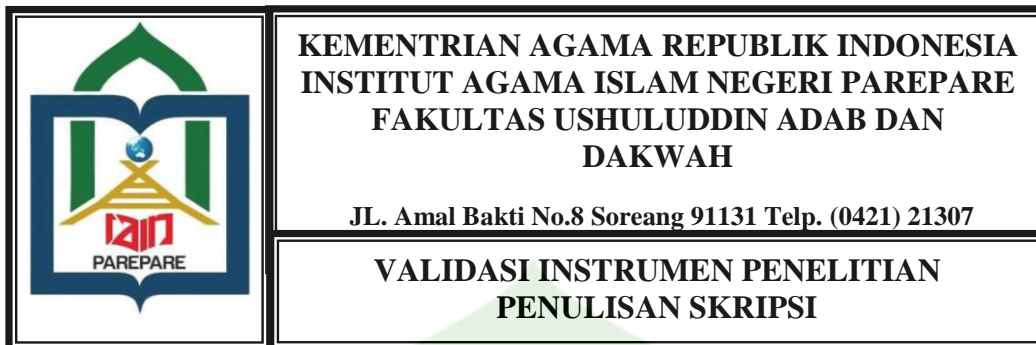 KEMENTRIAN AGAMA REPUBLIK INDONESIA
INSTITUT AGAMA ISLAM NEGERI PAREPARE
FAKULTAS USHULUDDIN ADAB DAN
DAKWAH
JL. Amal Bakti No.8 Soreang 91131 Telp. (0421) 21307
iain
PAREPARE
VALIDASI INSTRUMEN PENELITIAN
PENULISAN SKRIPSI